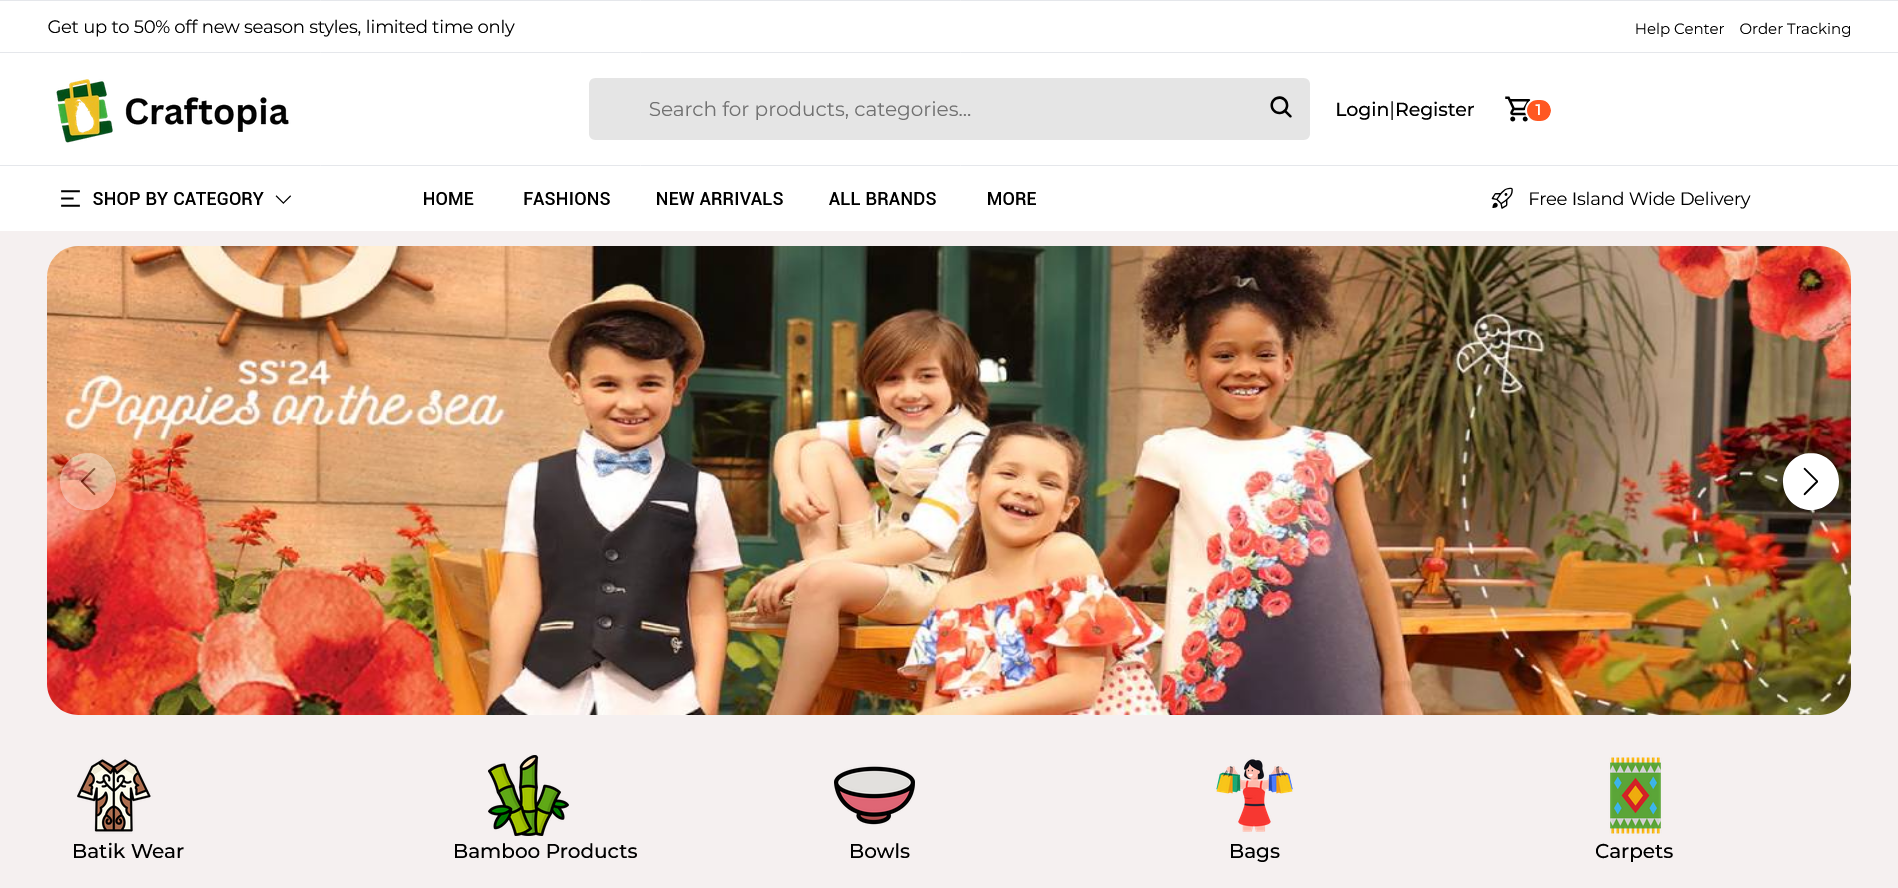 Get up to 50% off new season styles, limited time only
Help Center Order Tracking
Craftopia
Search for products, categories...
Login|Register
1
SHOP BY CATEGORY
HOME FASHIONS NEW ARRIVALS ALL BRANDS MORE
Free Island Wide Delivery
SS'24
Poppies on the sea
Batik Wear
Bamboo Products
Bowls
Bags
Carpets